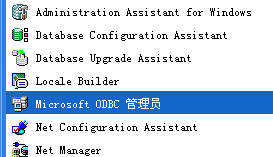 Administration Assistant for Windows
Database Configuration Assistant
Database Upgrade Assistant
Locale Builder
Microsoft ODBC 管理员
Net Configuration Assistant
Net Manager